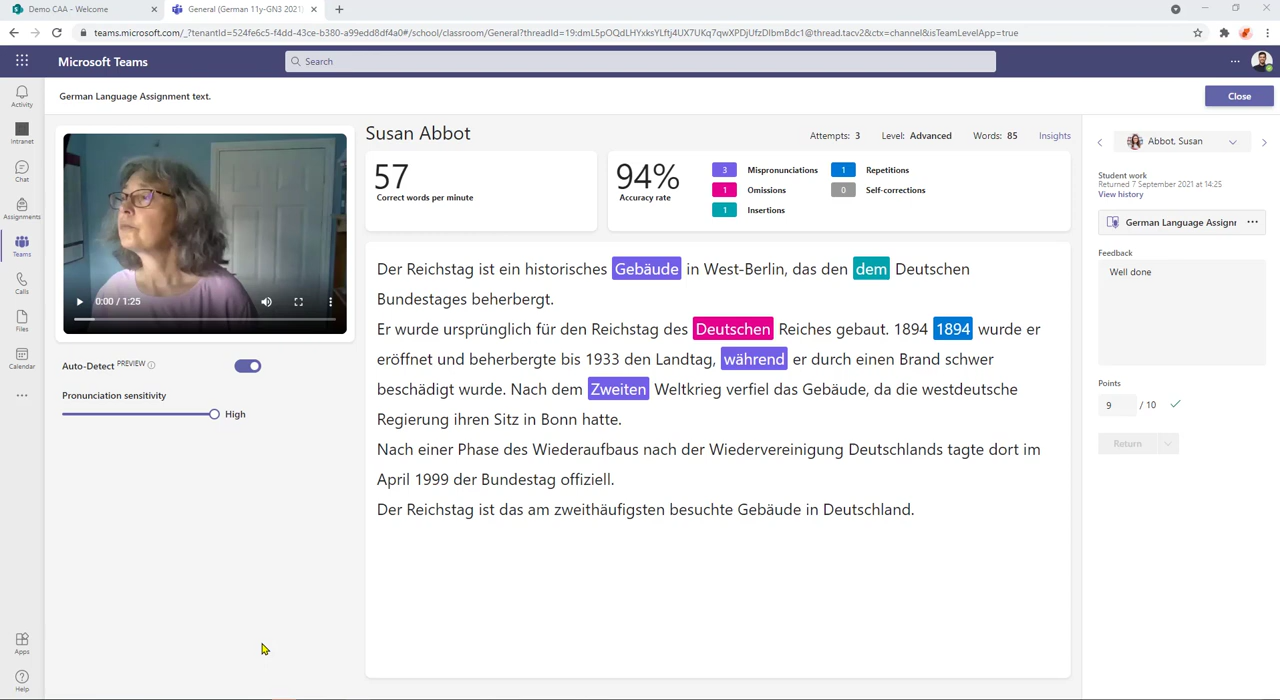 Demo CAA - Welcome
General (German 11y-GN3 2021)
teams.microsoft.com/_?tenantId=524fe6c5-f4dd-43ce-b380-a99edd8df4a0#/school/classroom/General?threadId=19:dmL5pOQdLHYxksYLftj4UX7UKq7qwXPDjUfzDIbmBdc1@thread.tacv2&ctx=channel&isTeamLevelApp=true
Microsoft Teams
Search
Activity
Intranet
Chat
Assignments
Teams
Calls
Files
Calendar
Apps
Help
German Language Assignment text.
Close
0:00 / 1:25
Auto-Detect PREVIEW
Pronunciation sensitivity
High
Susan Abbot
Attempts: 3 Level: Advanced Words: 85 Insights
57
Correct words per minute
94%
Accuracy rate
3 Mispronunciations
1 Repetitions
1 Omissions
0 Self-corrections
1 Insertions
Der Reichstag ist ein historisches Gebäude in West-Berlin, das den dem Deutschen
Bundestages beherbergt.
Er wurde ursprünglich für den Reichstag des Deutschen Reiches gebaut. 1894 1894 wurde er
eröffnet und beherbergte bis 1933 den Landtag, während er durch einen Brand schwer
beschädigt wurde. Nach dem Zweiten Weltkrieg verfiel das Gebäude, da die westdeutsche
Regierung ihren Sitz in Bonn hatte.
Nach einer Phase des Wiederaufbaus nach der Wiedervereinigung Deutschlands tagte dort im
April 1999 der Bundestag offiziell.
Der Reichstag ist das am zweithäufigsten besuchte Gebäude in Deutschland.
Abbot, Susan
Student work
Returned 7 September 2021 at 14:25
View history
German Language Assignr
Feedback
Well done
Points
9 / 10
Return